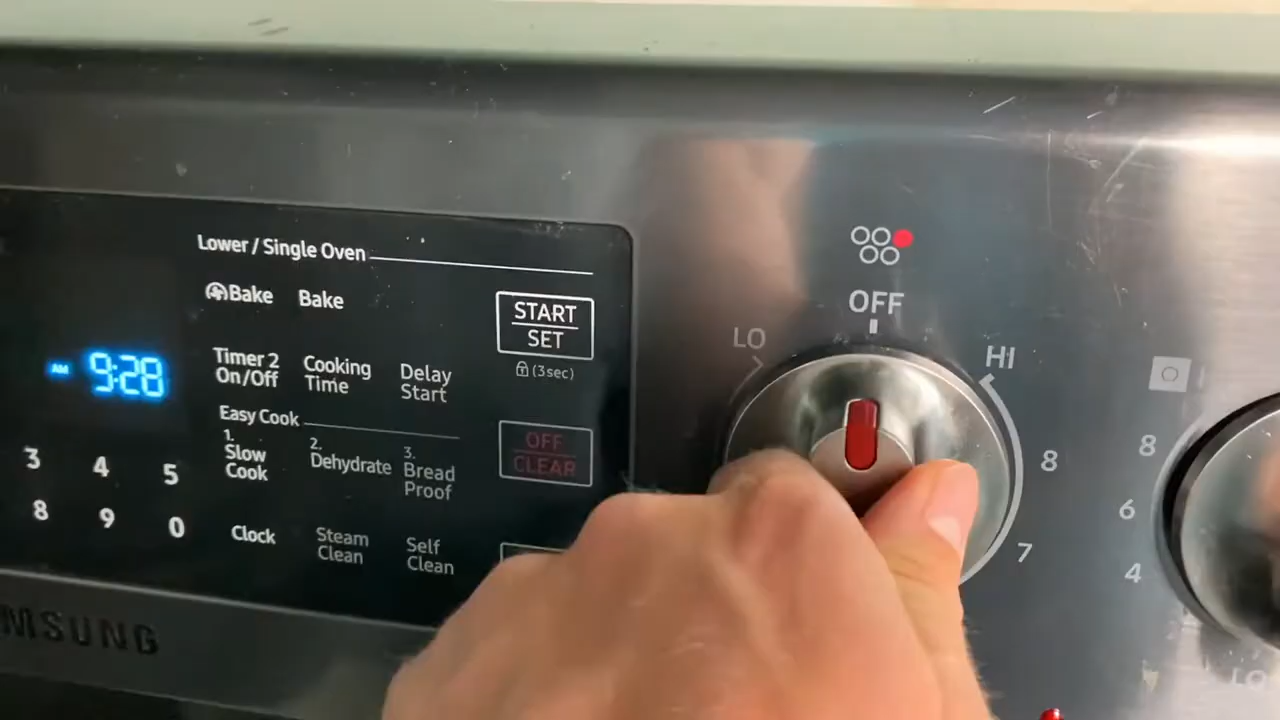 Lower / Single Oven
Bake Bake
START
SET
(3sec)
AM 9:28
Timer 2
On/Off
Cooking
Time
Delay
Start
Easy Cook
1.
Slow
Cook
2.
Dehydrate
3.
Bread
Proof
OFF
CLEAR
3 4 5
8 9 0
Clock
Steam
Clean
Self
Clean
MSUNG
OFF
LO
HI
8
7
8
6
4
LO